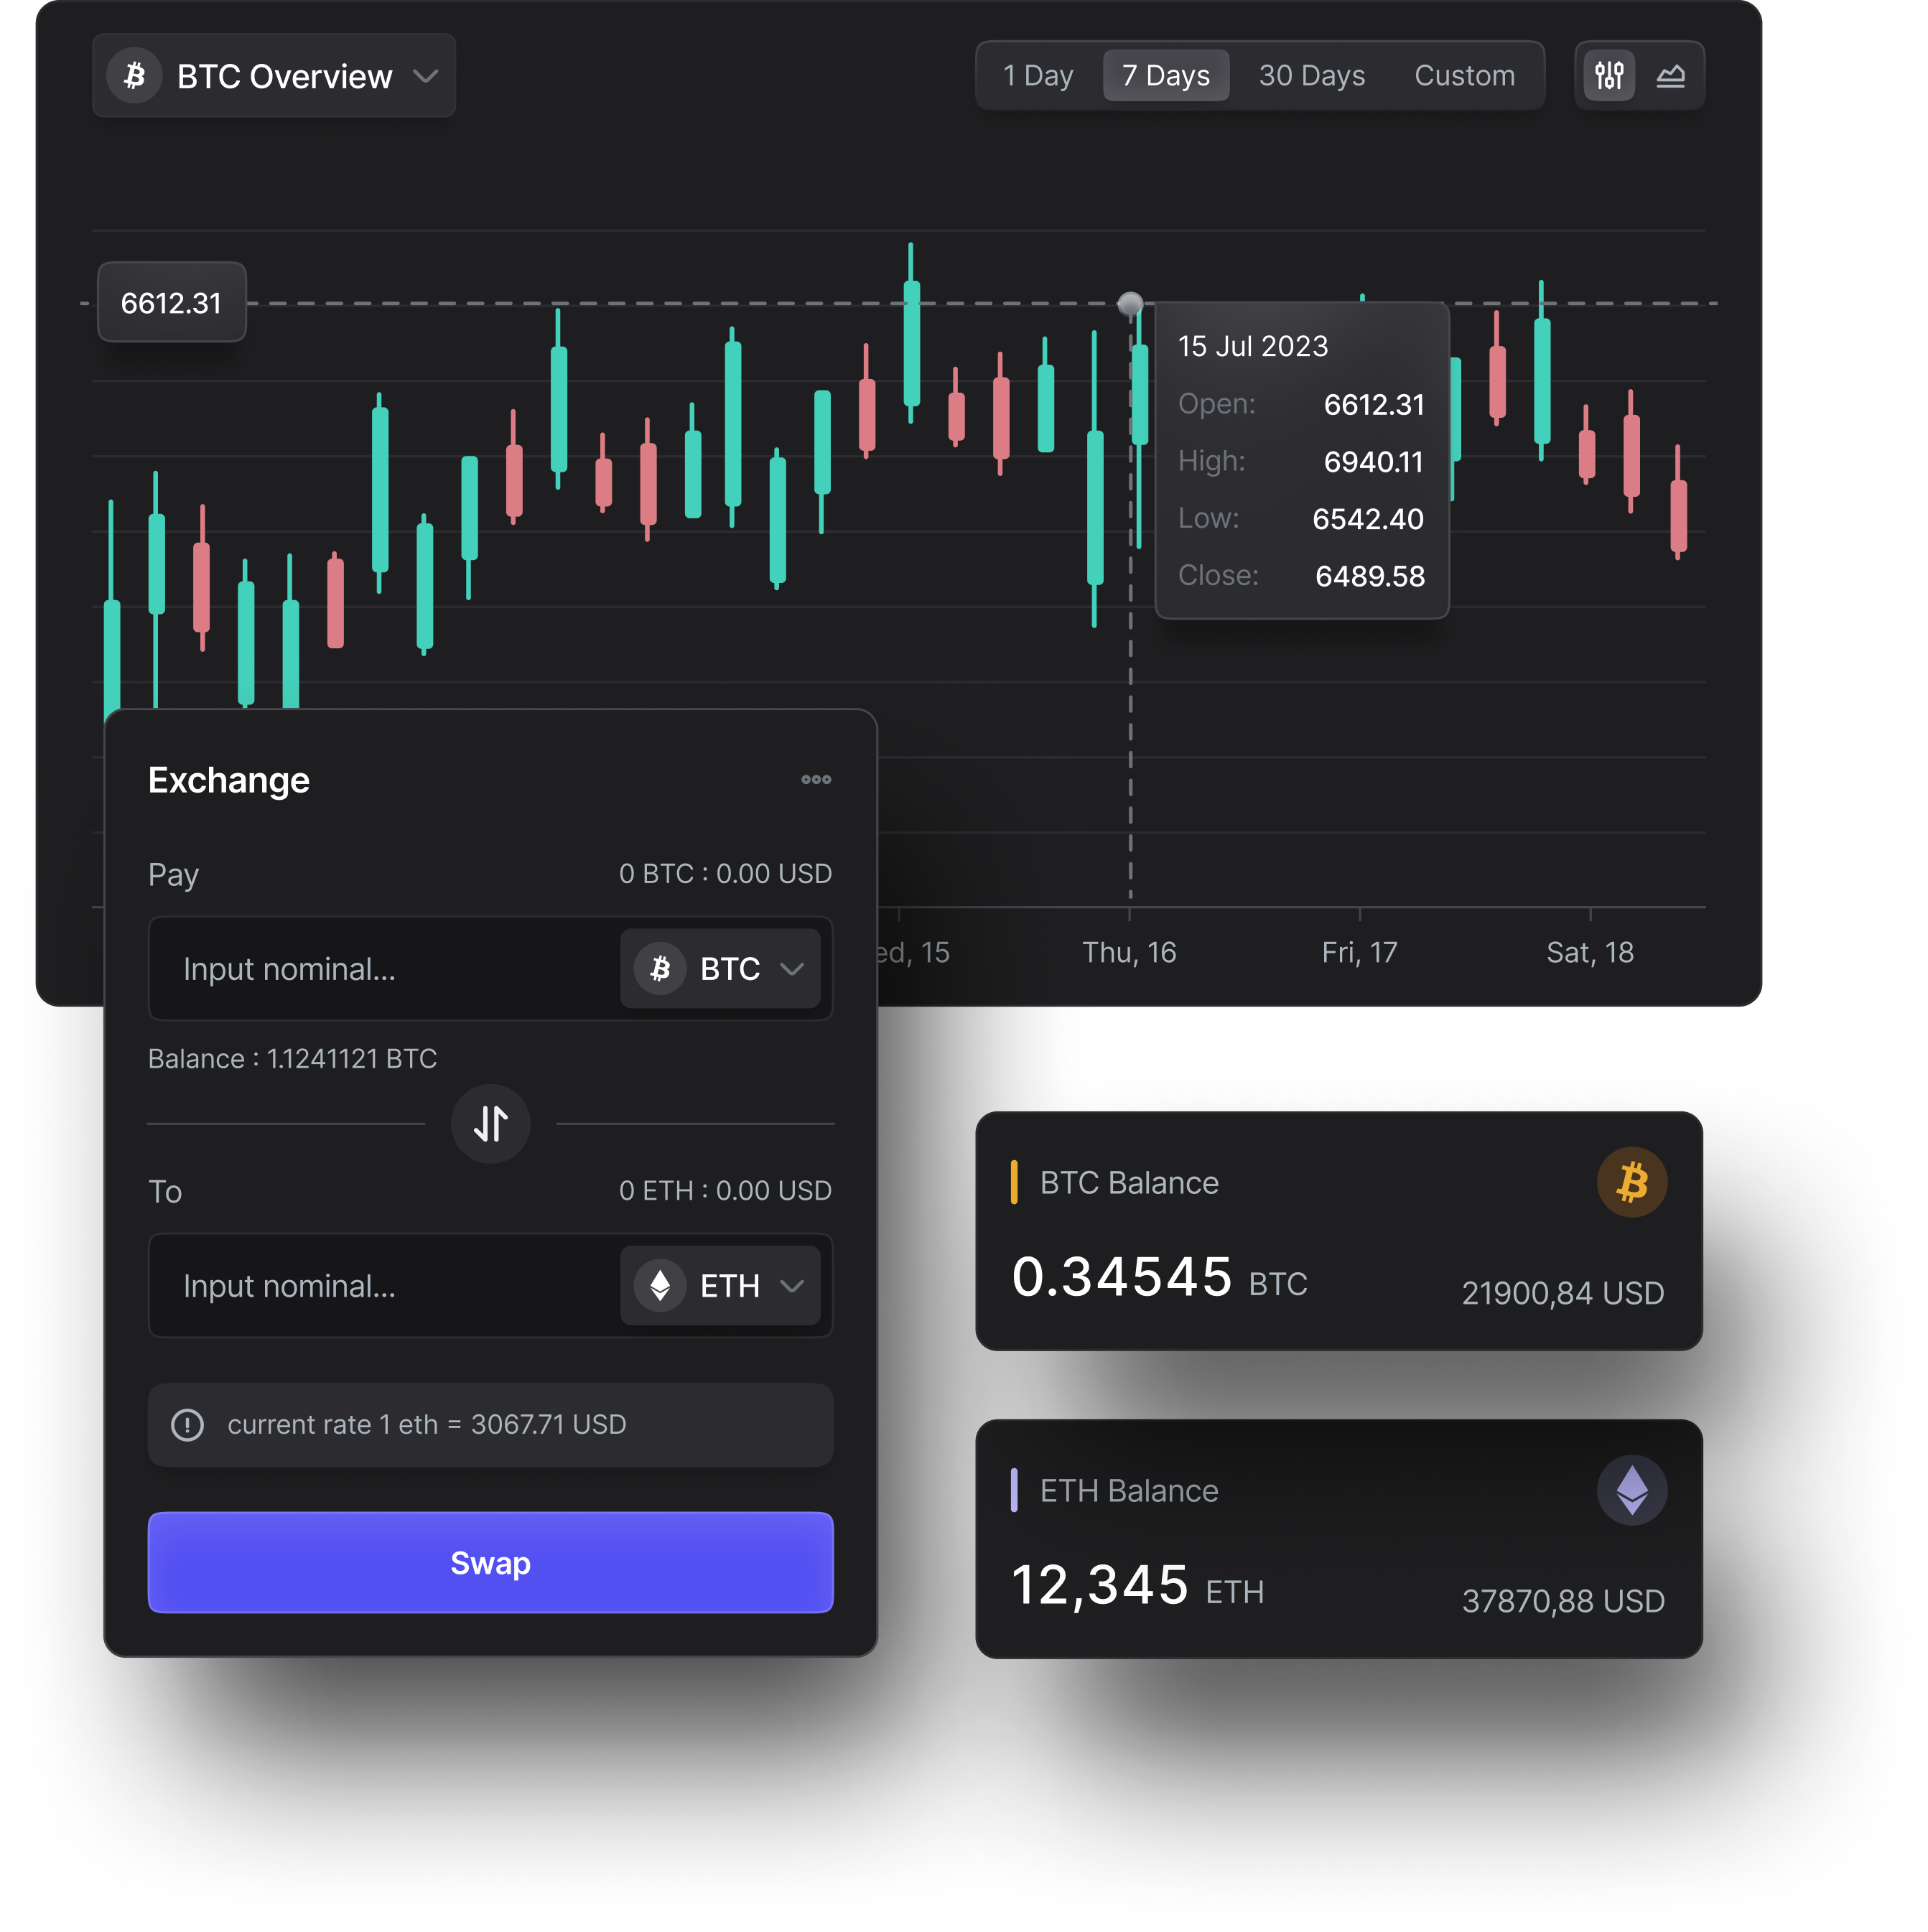 BTC Overview
1 Day 7 Days 30 Days Custom
6612.31
15 Jul 2023
Open: 6612.31
High: 6940.11
Low: 6542.40
Close: 6489.58
ed, 15 Thu, 16 Fri, 17 Sat, 18
Exchange
Pay 0 BTC : 0.00 USD
Input nominal... BTC
Balance : 1.1241121 BTC
To 0 ETH : 0.00 USD
Input nominal... ETH
current rate 1 eth = 3067.71 USD
Swap
BTC Balance
0.34545 BTC 21900,84 USD
ETH Balance
12,345 ETH 37870,88 USD